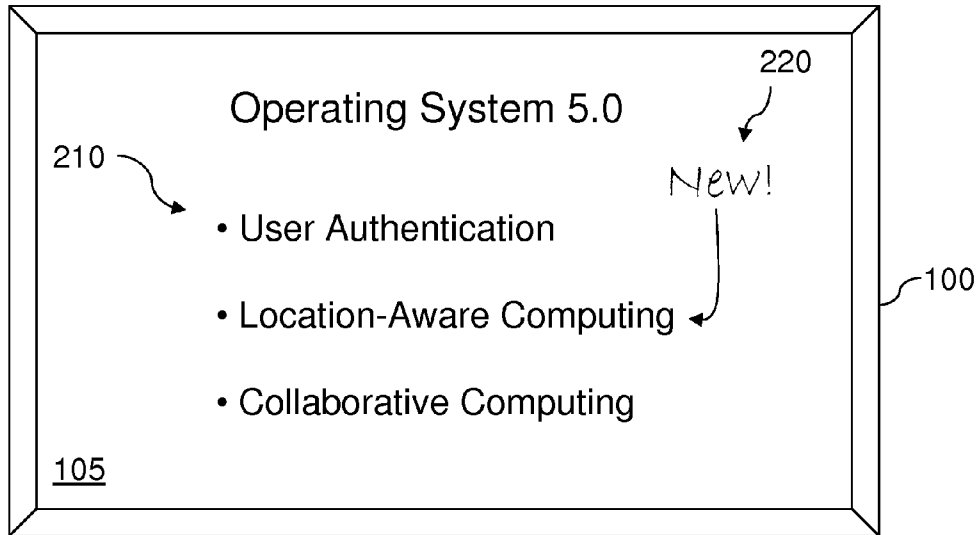 220
Operating System 5.0
210
New!
• User Authentication
100
• Location-Aware Computing
• Collaborative Computing
105